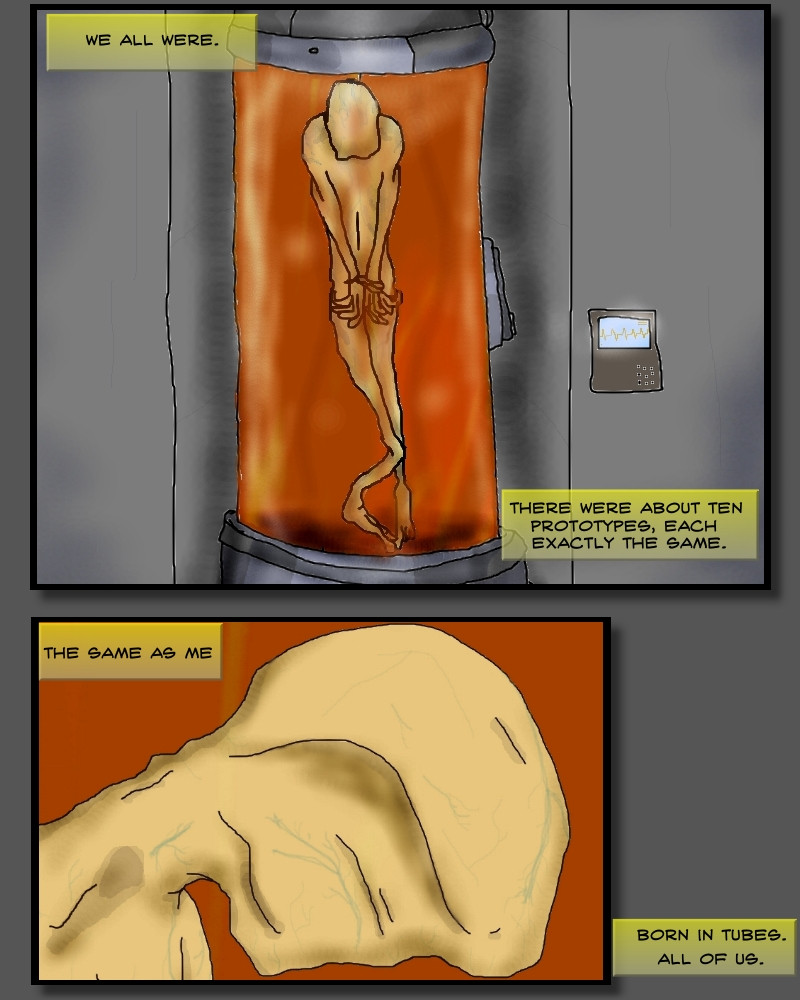 WE ALL WERE.
THERE WERE ABOUT TEN
PROTOTYPES, EACH
EXACTLY THE SAME.
THE SAME AS ME
BORN IN TUBES.
ALL OF US.